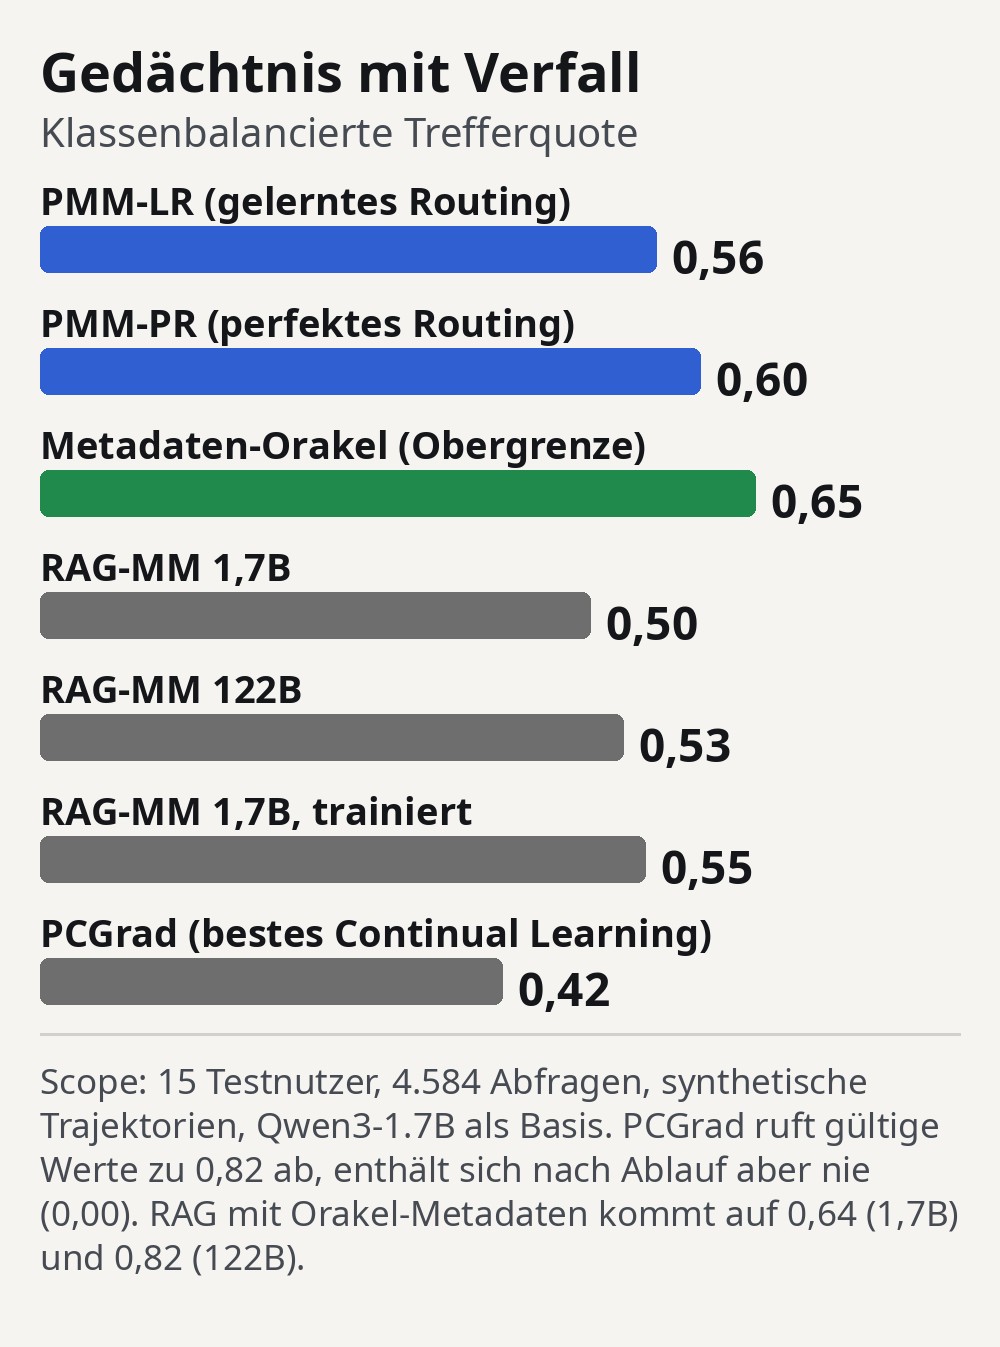 Gedächtnis mit Verfall
Klassenbalancierte Trefferquote
PMM-LR (gelerntes Routing)
0,56
PMM-PR (perfektes Routing)
0,60
Metadaten-Orakel (Obergrenze)
0,65
RAG-MM 1,7B
0,50
RAG-MM 122B
0,53
RAG-MM 1,7B, trainiert
0,55
PCGrad (bestes Continual Learning)
0,42
Scope: 15 Testnutzer, 4.584 Abfragen, synthetische
Trajektorien, Qwen3-1.7B als Basis. PCGrad ruft gültige
Werte zu 0,82 ab, enthält sich nach Ablauf aber nie
(0,00). RAG mit Orakel-Metadaten kommt auf 0,64 (1,7B)
und 0,82 (122B).